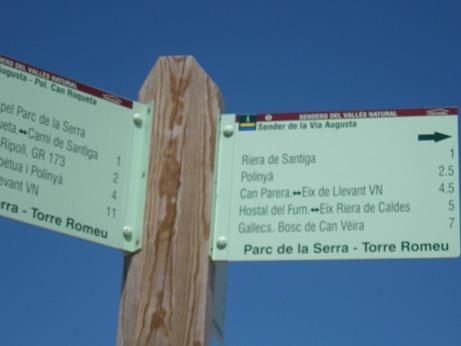 SENDERS DEL VALLÈS NATURAL
Augusta - Pol. Can Roqueta
Parc de la Serra
Camí de Santiga 1
Ripoll, GR 173 2
Polinyà 4
Llevant VN 11
Serra - Torre Romeu
SENDERS DEL VALLÈS NATURAL
Sender de la Via Augusta
Riera de Santiga 1
Polinyà 2.5
Can Parera.↔Eix de Llevant VN 4.5
Hostal del Fum.↔Eix Riera de Caldes 5
Gallecs. Bosc de Can Vèira 7
Parc de la Serra - Torre Romeu